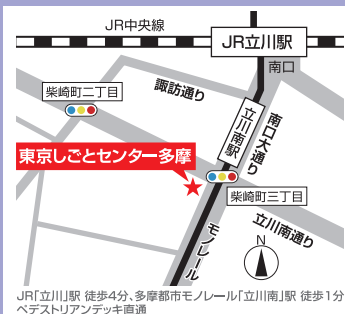 JR中央線
JR立川駅
南口
柴崎町二丁目
諏訪通り
立川南駅
南口大通り
東京しごとセンター多摩
柴崎町三丁目
立川南通り
モノレール
N
JR「立川」駅 徒歩4分、多摩都市モノレール「立川南」駅 徒歩1分
ペデストリアンデッキ直通